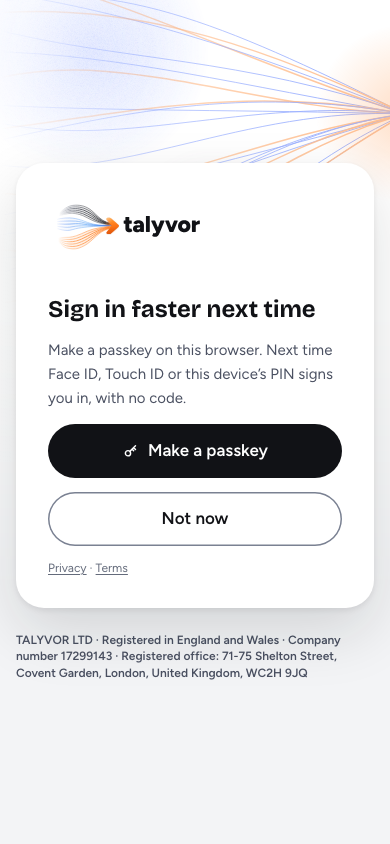 talyvor
Sign in faster next time
Make a passkey on this browser. Next time
Face ID, Touch ID or this device’s PIN signs
you in, with no code.
Make a passkey
Not now
Privacy · Terms
TALYVOR LTD · Registered in England and Wales · Company
number 17299143 · Registered office: 71-75 Shelton Street,
Covent Garden, London, United Kingdom, WC2H 9JQ